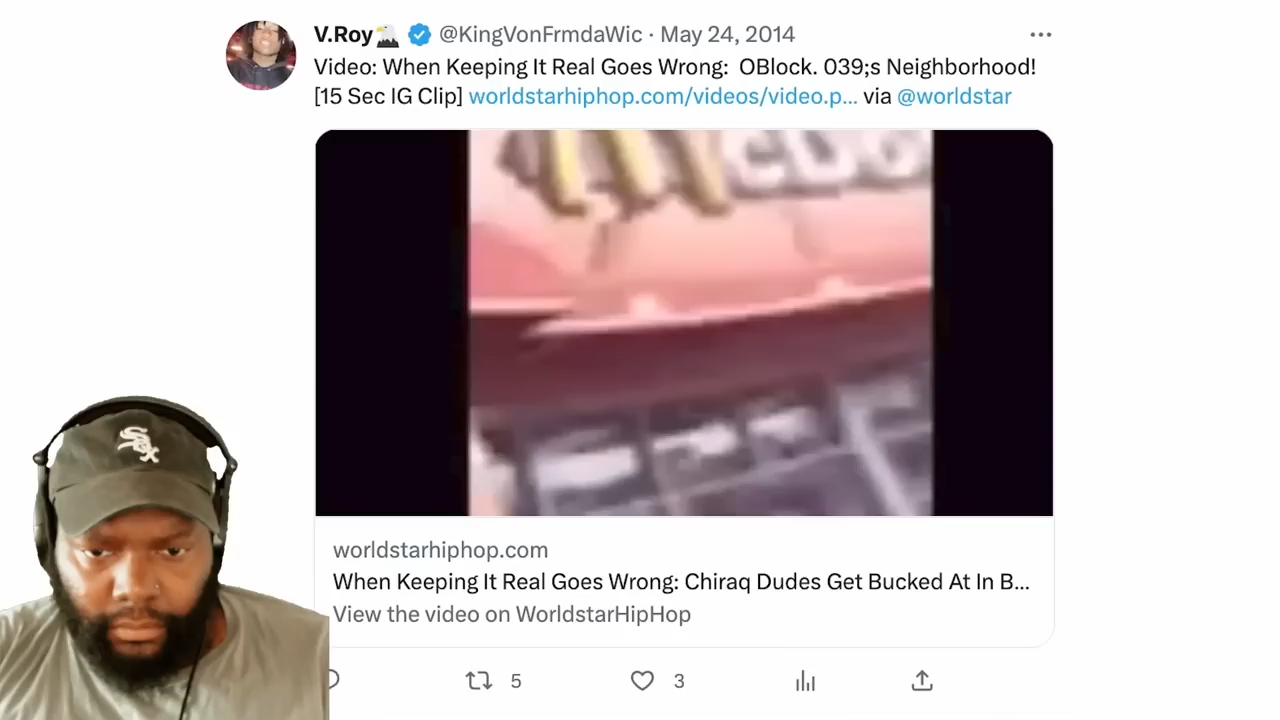 V.Roy🦅 @KingVonFrmdaWic · May 24, 2014
Video: When Keeping It Real Goes Wrong:  OBlock. 039;s Neighborhood!
[15 Sec IG Clip] worldstarhiphop.com/videos/video.p... via @worldstar
McDo
worldstarhiphop.com
When Keeping It Real Goes Wrong: Chiraq Dudes Get Bucked At In B...
View the video on WorldstarHipHop
5 3
Sox